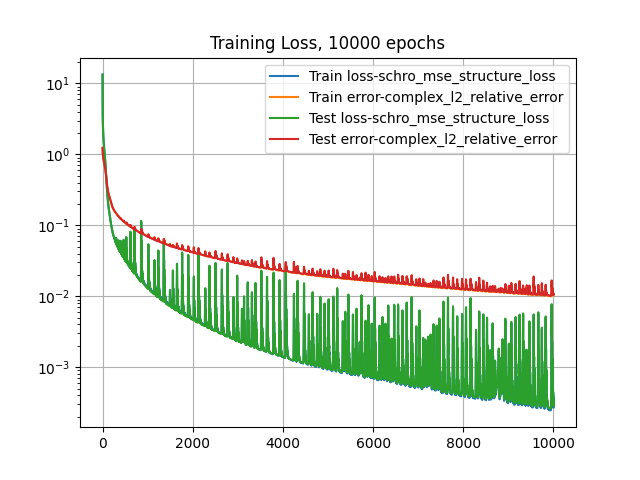 Training Loss, 10000 epochs
Train loss-schro_mse_structure_loss
Train error-complex_l2_relative_error
Test loss-schro_mse_structure_loss
Test error-complex_l2_relative_error
10¹
10⁰
10⁻¹
10⁻²
10⁻³
0 2000 4000 6000 8000 10000